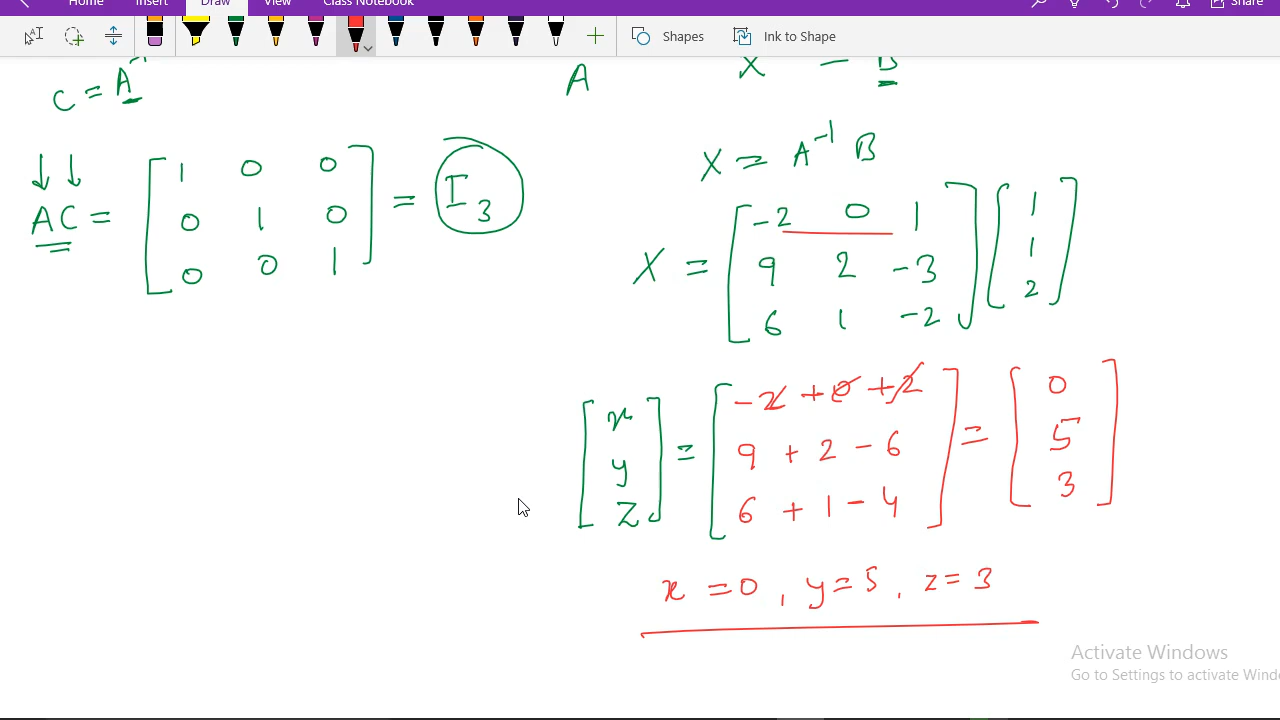 Home Insert Draw View Class Notebook Share
Shapes Ink to Shape
C = A⁻¹
A X = B
AC = [1 0 0
0 1 0
0 0 1] = I₃
X = A⁻¹ B
X = [-2 0 1
9 2 -3
6 1 -2] [1
1
2]
[x
y
z] = [-2 + 0 + 2
9 + 2 - 6
6 + 1 - 4] = [0
5
3]
x = 0, y = 5, z = 3
Activate Windows
Go to Settings to activate Wind